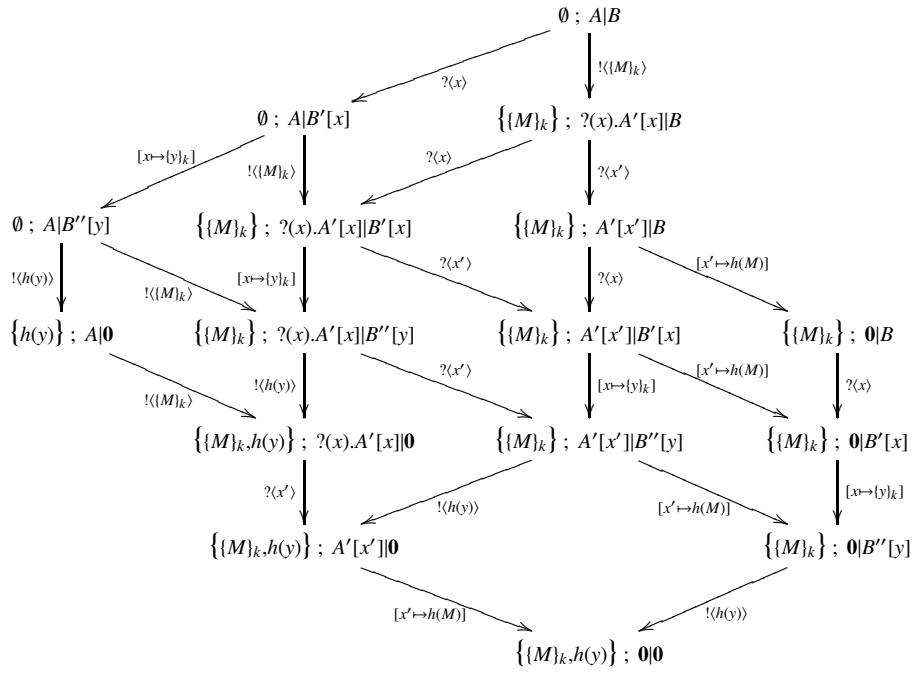 ∅ ; A|B
?⟨x⟩ !⟨{M}ₖ⟩
∅ ; A|B′[x] {{M}ₖ} ; ?(x).A′[x]|B
[x↦{y}ₖ] !⟨{M}ₖ⟩ ?⟨x⟩ ?⟨x′⟩
∅ ; A|B′′[y] {{M}ₖ} ; ?(x).A′[x]|B′[x] {{M}ₖ} ; A′[x′]|B
!⟨h(y)⟩ !⟨{M}ₖ⟩ [x↦{y}ₖ] ?⟨x′⟩ ?⟨x⟩ [x′↦h(M)]
{h(y)} ; A|0 {{M}ₖ} ; ?(x).A′[x]|B′′[y] {{M}ₖ} ; A′[x′]|B′[x] {{M}ₖ} ; 0|B
!⟨{M}ₖ⟩ !⟨h(y)⟩ ?⟨x′⟩ [x↦{y}ₖ] [x′↦h(M)] ?⟨x⟩
{{M}ₖ,h(y)} ; ?(x).A′[x]|0 {{M}ₖ} ; A′[x′]|B′′[y] {{M}ₖ} ; 0|B′[x]
?⟨x′⟩ !⟨h(y)⟩ [x′↦h(M)] [x↦{y}ₖ]
{{M}ₖ,h(y)} ; A′[x′]|0 {{M}ₖ} ; 0|B′′[y]
[x′↦h(M)] !⟨h(y)⟩
{{M}ₖ,h(y)} ; 0|0